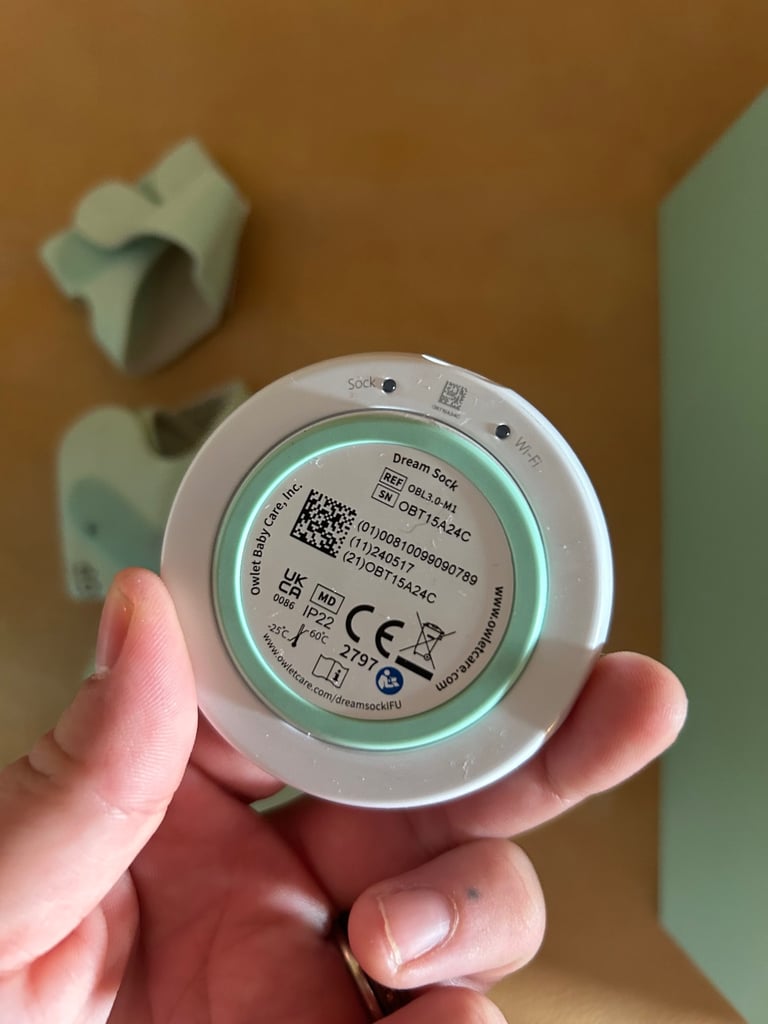 Sock
OBT15A24C
Wi-Fi
Dream Sock
REF OBL3.0-M1
SN OBT15A24C
Owlet Baby Care, Inc.
(01)00810099090789
(11)240517
(21)OBT15A24C
UK
CA
0086
MD
IP22
CE
2797
-25°C 60°C
www.owletcare.com
www.owletcare.com/dreamsockIFU